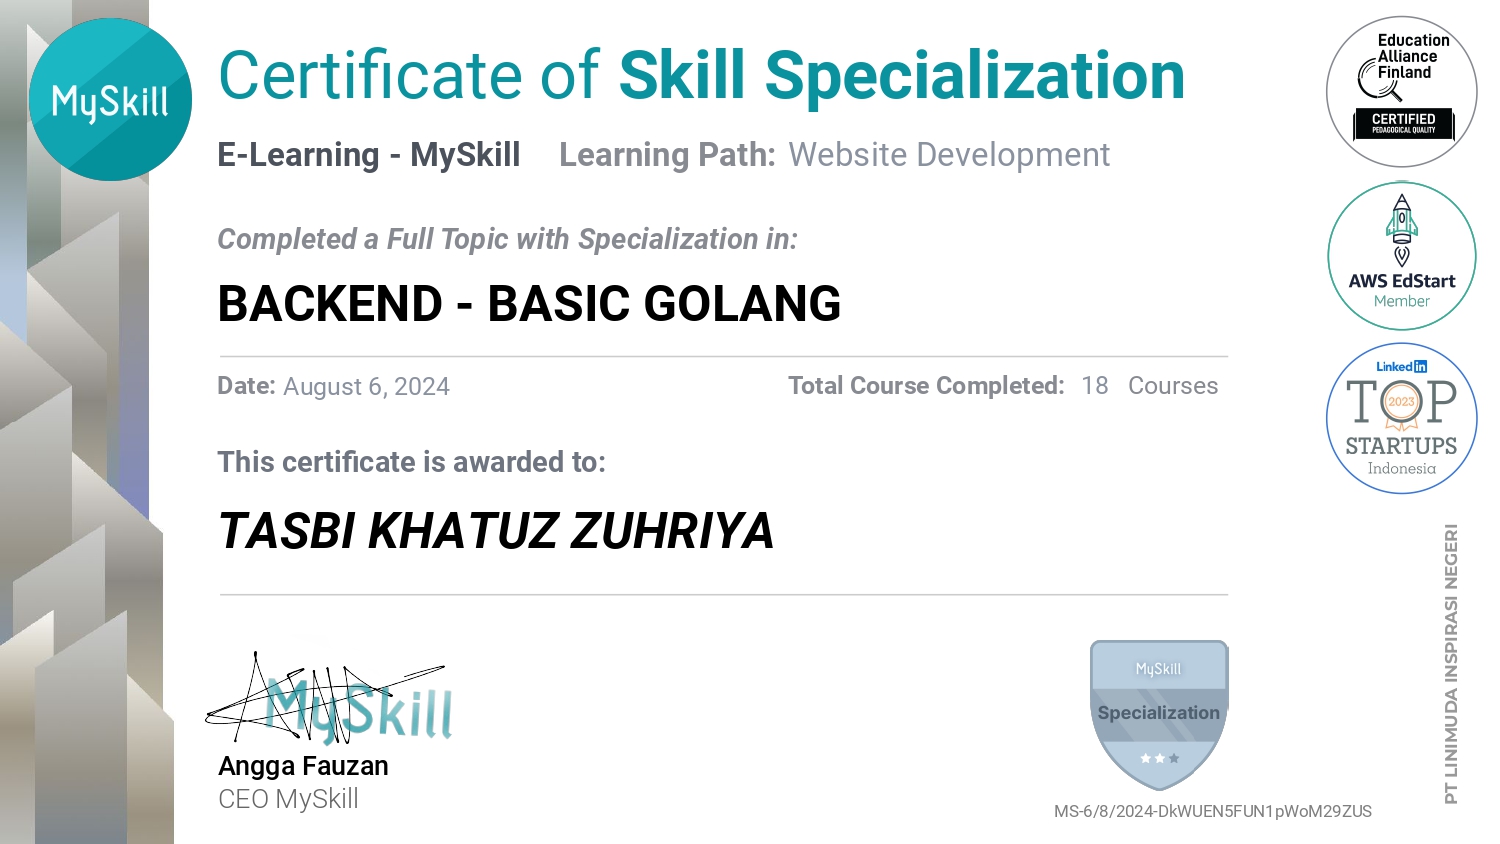 MySkill
Certificate of Skill Specialization
E-Learning - MySkill Learning Path: Website Development
Completed a Full Topic with Specialization in:
BACKEND - BASIC GOLANG
Date: August 6, 2024 Total Course Completed: 18 Courses
This certificate is awarded to:
TASBI KHATUZ ZUHRIYA
MySkill
Angga Fauzan
CEO MySkill
MySkill
Specialization
MS-6/8/2024-DkWUEN5FUN1pWoM29ZUS
Education
Alliance
Finland
CERTIFIED
PEDAGOGICAL QUALITY
AWS EdStart
Member
Linked in
TOP
2023
STARTUPS
Indonesia
PT LINIMUDA INSPIRASI NEGERI